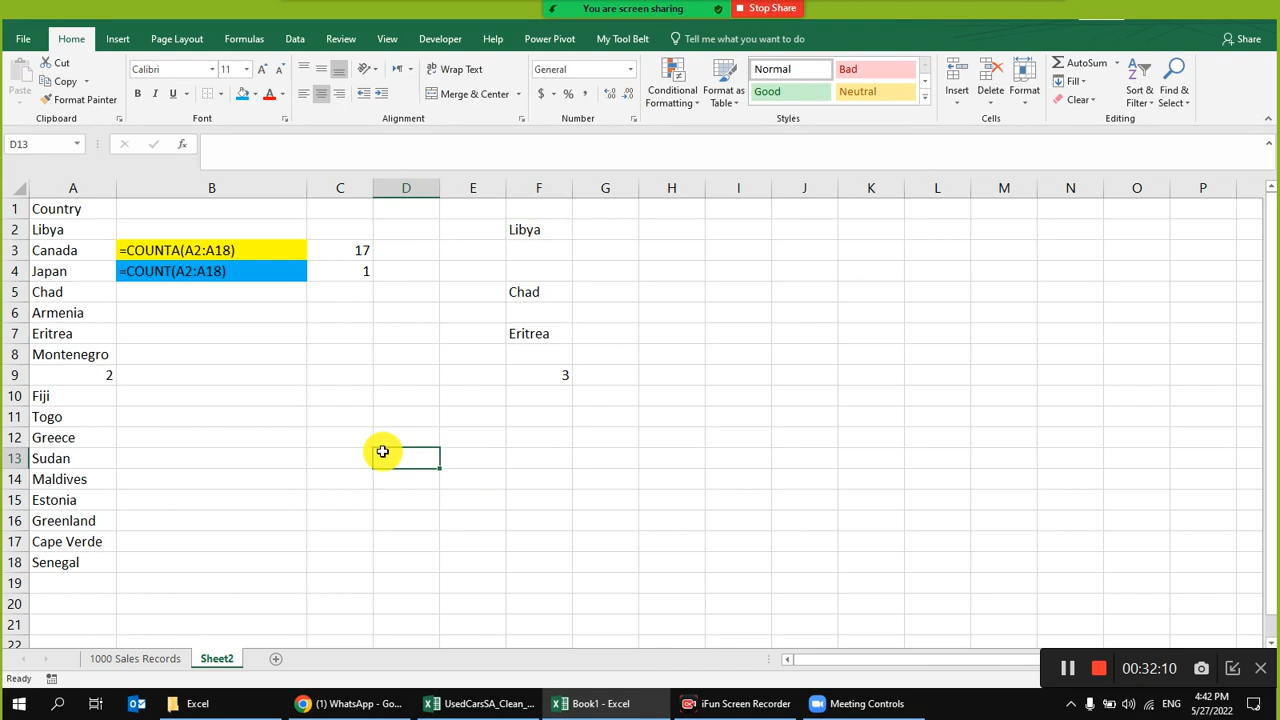 You are screen sharing Stop Share
File Home Insert Page Layout Formulas Data Review View Developer Help Power Pivot My Tool Belt Tell me what you want to do Share
Cut Calibri 11 Wrap Text General Normal Bad AutoSum
Paste Copy Conditional Formatting Format as Table Good Neutral Insert Delete Format Fill Sort & Filter Find & Select
Format Painter B I U A Merge & Center $ % Clear
Clipboard Font Alignment Number Styles Cells Editing
D13 fx
A B C D E F G H I J K L M N O P
1 Country
2 Libya Libya
3 Canada =COUNTA(A2:A18) 17
4 Japan =COUNT(A2:A18) 1
5 Chad Chad
6 Armenia
7 Eritrea Eritrea
8 Montenegro
9 2 3
10 Fiji
11 Togo
12 Greece
13 Sudan
14 Maldives
15 Estonia
16 Greenland
17 Cape Verde
18 Senegal
19
20
21
22
1000 Sales Records Sheet2 00:32:10
Ready
Excel (1) WhatsApp - Go... UsedCarsSA_Clean_... Book1 - Excel iFun Screen Recorder Meeting Controls 4:42 PM
5/27/2022